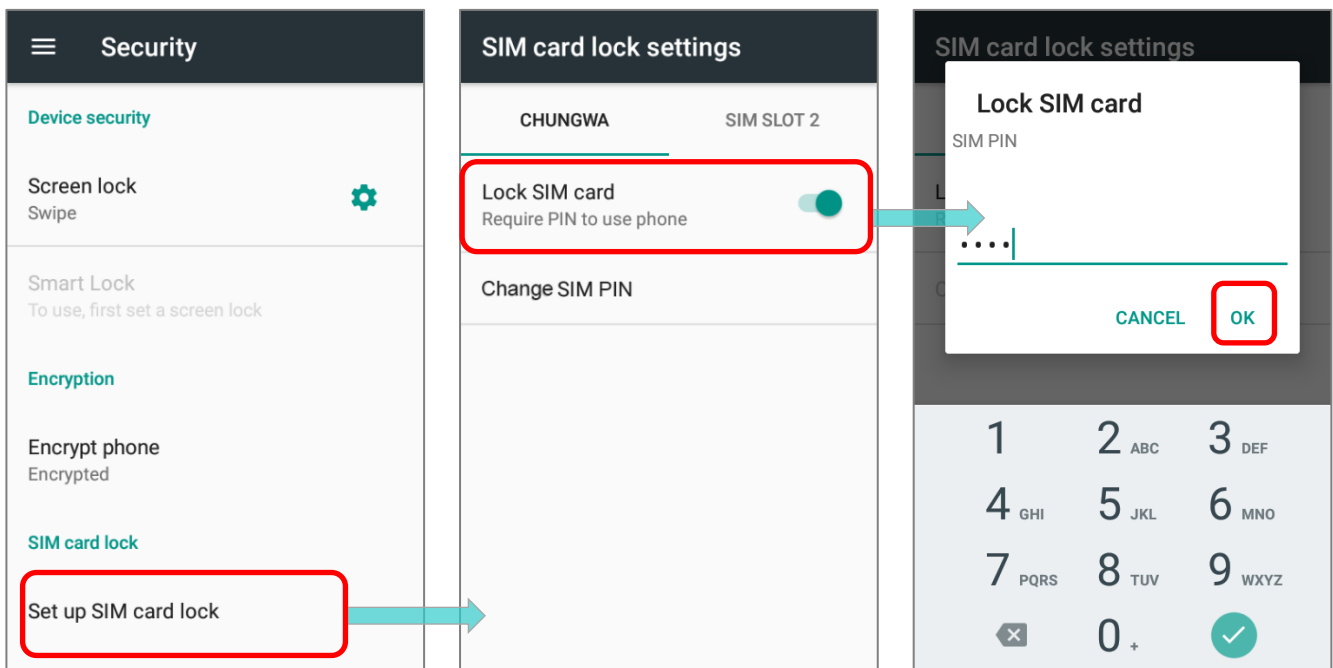 Security
Device security
Screen lock
Swipe
Smart Lock
To use, first set a screen lock
Encryption
Encrypt phone
Encrypted
SIM card lock
Set up SIM card lock
SIM card lock settings
CHUNGWA SIM SLOT 2
Lock SIM card
Require PIN to use phone
Change SIM PIN
SIM card lock settings
Lock SIM card
SIM PIN
L
R
C
CANCEL OK
1 2 ABC 3 DEF
4 GHI 5 JKL 6 MNO
7 PQRS 8 TUV 9 WXYZ
0 +